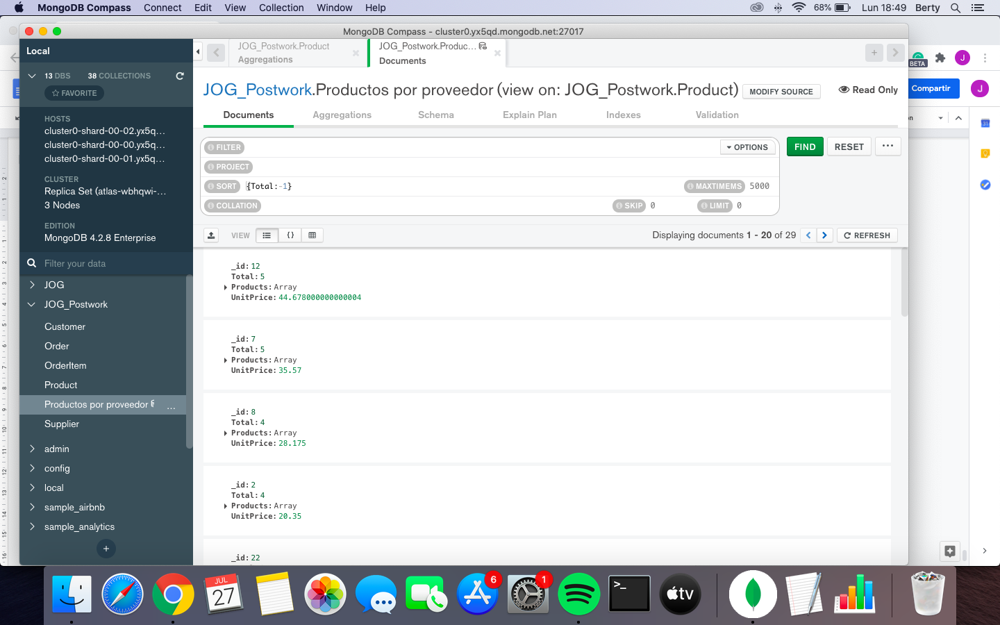 MongoDB Compass Connect Edit View Collection Window Help 68% Lun 18:49 Berty
MongoDB Compass - cluster0.yx5qd.mongodb.net:27017
Local
13 DBS 38 COLLECTIONS
FAVORITE
HOSTS
cluster0-shard-00-02.yx5q...
cluster0-shard-00-00.yx5q...
cluster0-shard-00-01.yx5q...
CLUSTER
Replica Set (atlas-wbhqwi-...
3 Nodes
EDITION
MongoDB 4.2.8 Enterprise
Filter your data
JOG
JOG_Postwork
Customer
Order
OrderItem
Product
Productos por proveedor ...
Supplier
admin
config
local
sample_airbnb
sample_analytics
+
JOG_Postwork.Product
Aggregations
JOG_Postwork.Produc...
Documents
JOG_Postwork.Productos por proveedor (view on: JOG_Postwork.Product) MODIFY SOURCE Read Only
Documents Aggregations Schema Explain Plan Indexes Validation
FILTER OPTIONS FIND RESET ...
PROJECT
SORT {Total:-1} MAXTIMEMS 5000
COLLATION SKIP 0 LIMIT 0
VIEW {} Displaying documents 1 - 20 of 29 REFRESH
_id: 12
Total: 5
Products: Array
UnitPrice: 44.678000000000004
_id: 7
Total: 5
Products: Array
UnitPrice: 35.57
_id: 8
Total: 4
Products: Array
UnitPrice: 28.175
_id: 2
Total: 4
Products: Array
UnitPrice: 20.35
_id: 22
BETA
J
Compartir
J
31
JUL
27
6
1
>_
tv